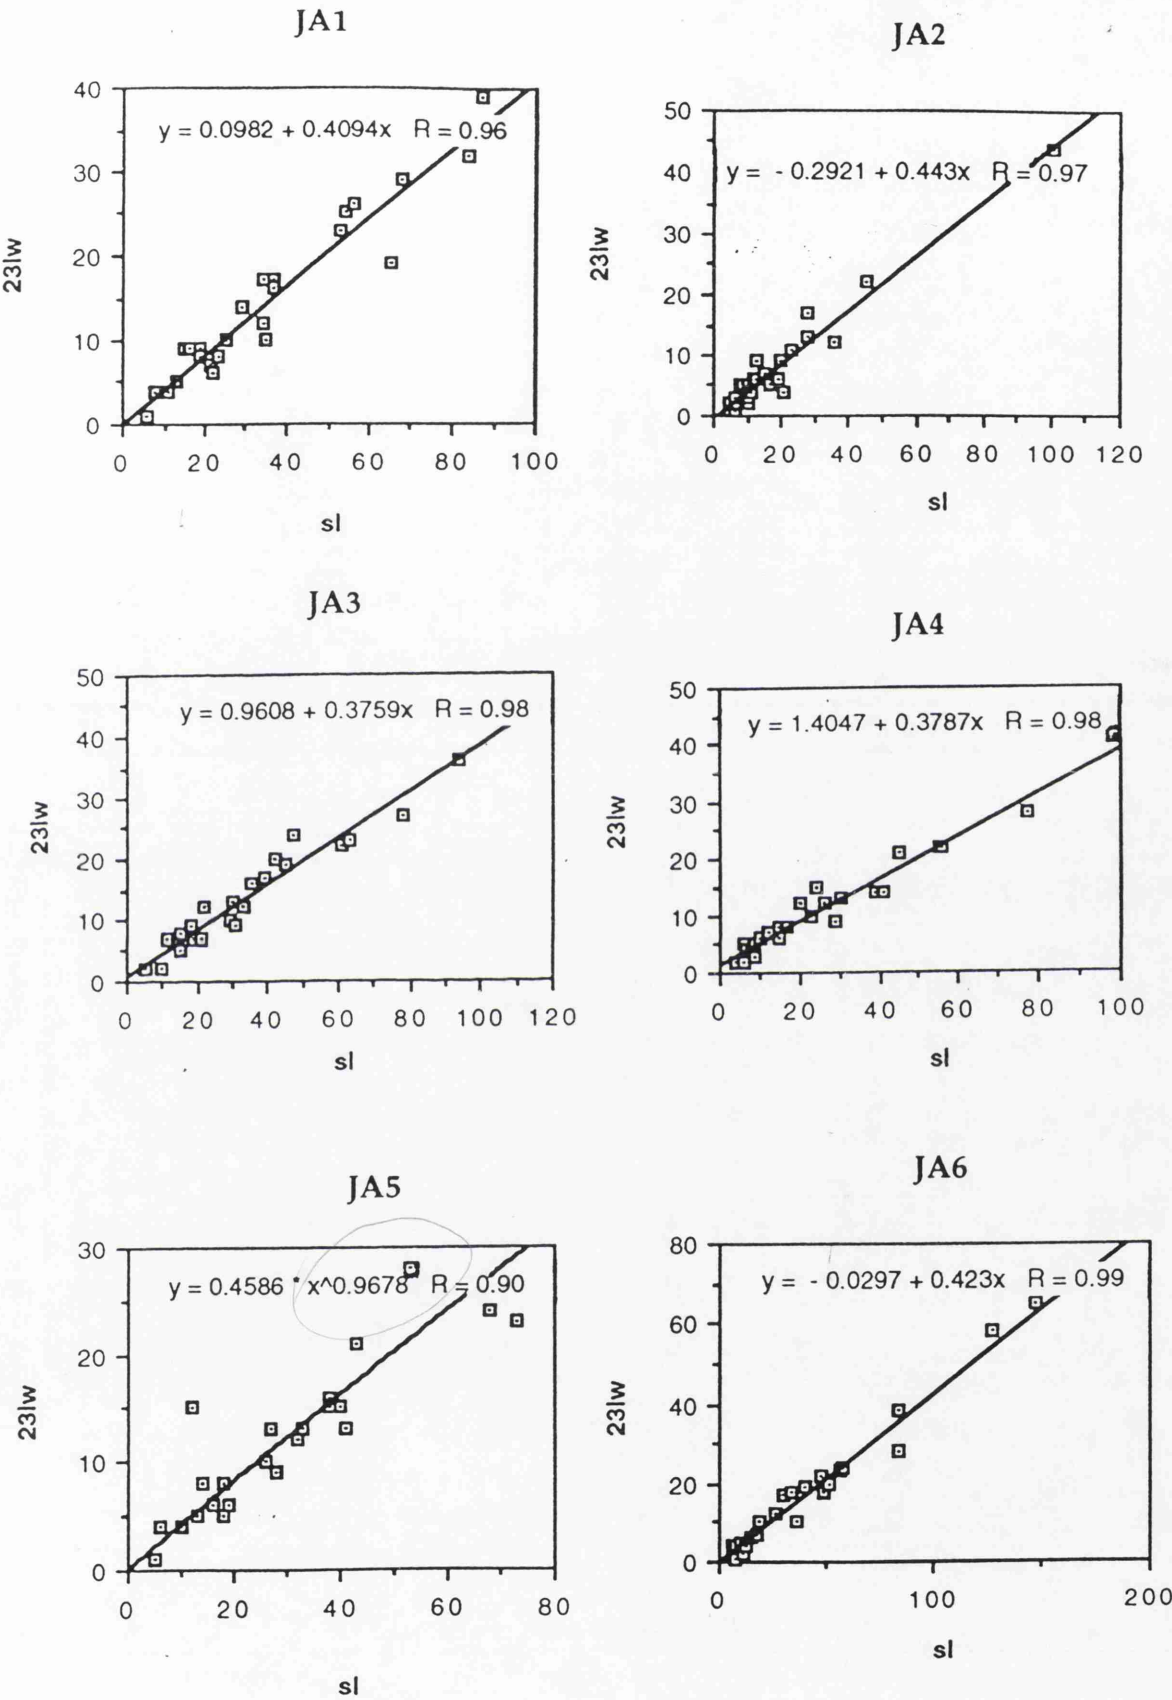 JA1
40
y = 0.0982 + 0.4094x R = 0.96
30
20
10
0
23lw
0 20 40 60 80 100
sl
JA2
50
y = - 0.2921 + 0.443x R = 0.97
40
30
20
10
0
23lw
0 20 40 60 80 100 120
sl
JA3
50
y = 0.9608 + 0.3759x R = 0.98
40
30
20
10
0
23lw
0 20 40 60 80 100 120
sl
JA4
50
y = 1.4047 + 0.3787x R = 0.98
40
30
20
10
0
23lw
0 20 40 60 80 100
sl
JA5
30
y = 0.4586 * x^0.9678 R = 0.90
20
10
0
23lw
0 20 40 60 80
sl
JA6
80
y = - 0.0297 + 0.423x R = 0.99
60
40
20
0
23lw
0 100 200
sl